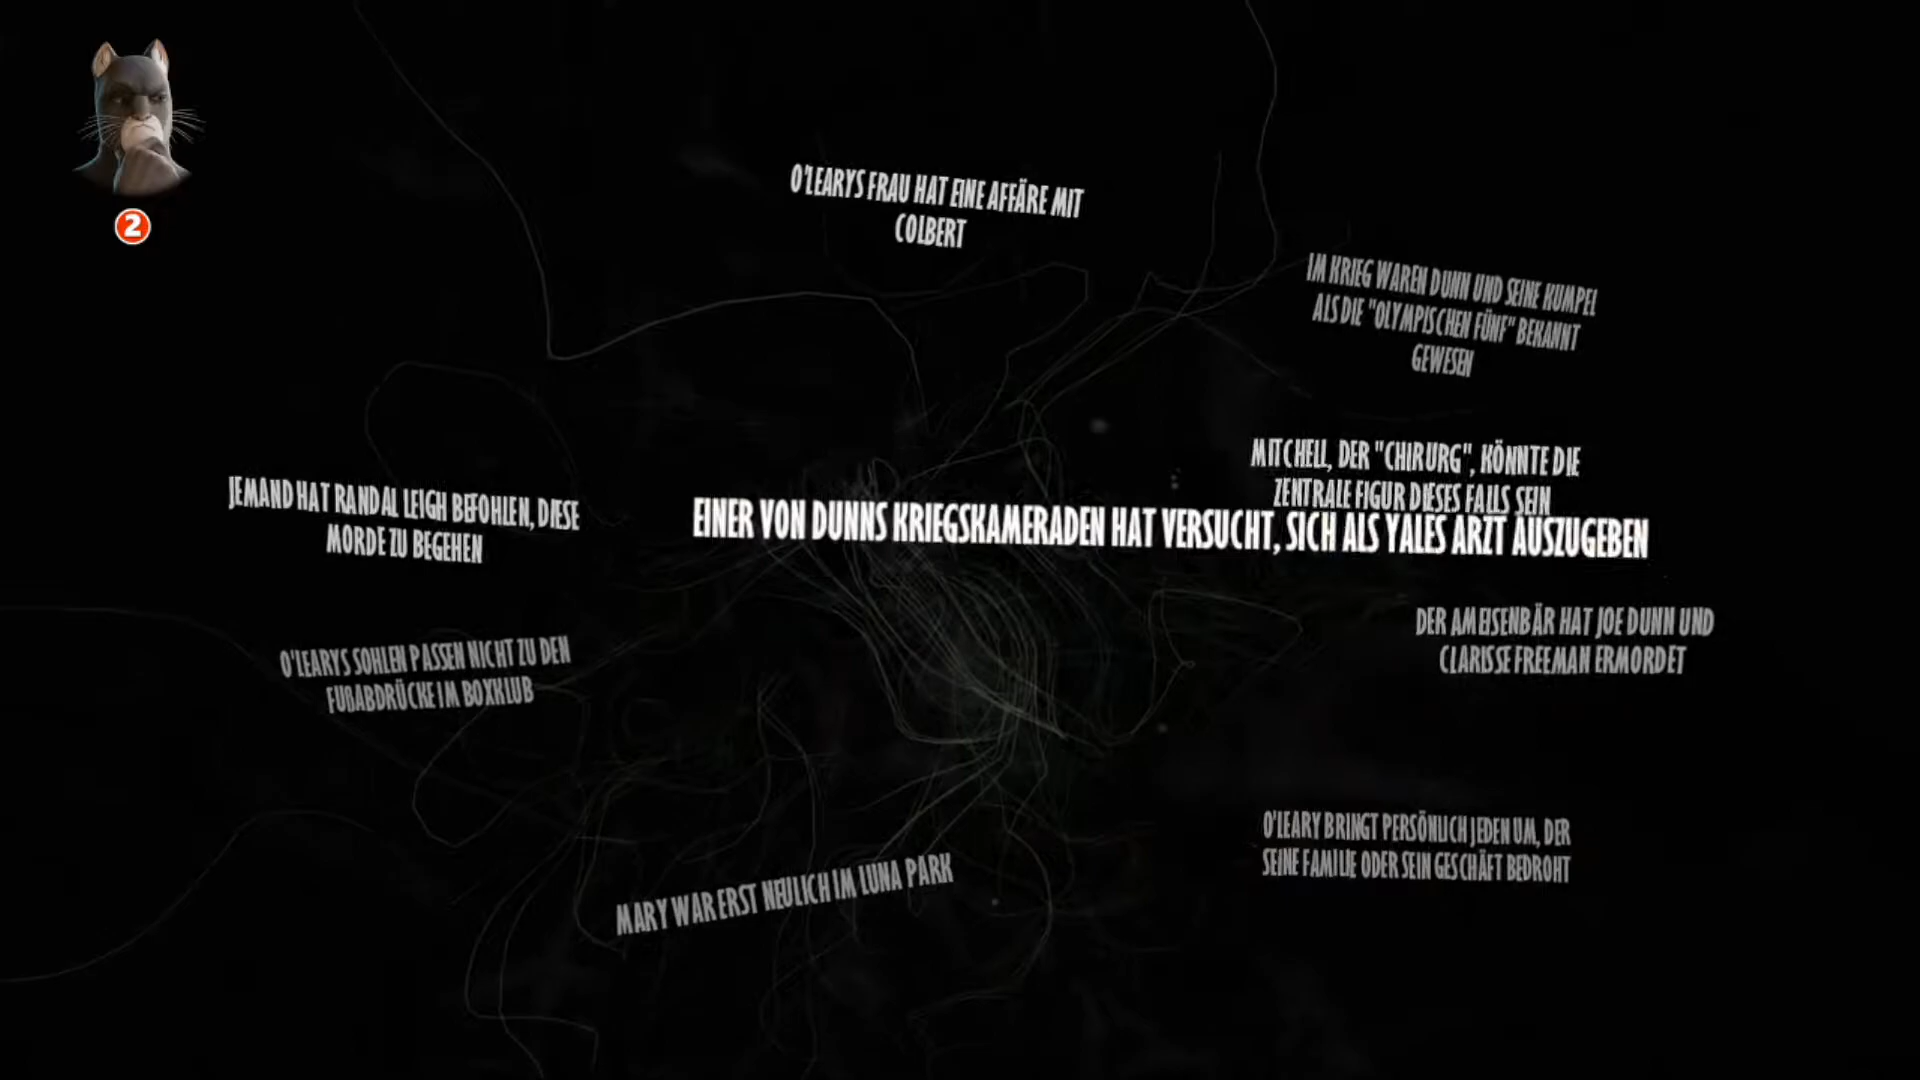 2
O'LEARYS FRAU HAT EINE AFFÄRE MIT
COLBERT
IM KRIEG WAREN DUNN UND SEINE KUMPEL
ALS DIE "OLYMPISCHEN FÜNF" BEKANNT
GEWESEN
MITCHELL, DER "CHIRURG", KÖNNTE DIE
ZENTRALE FIGUR DIESES FALLS SEIN
JEMAND HAT RANDAL LEIGH BEFOHLEN, DIESE
MORDE ZU BEGEHEN
EINER VON DUNNS KRIEGSKAMERADEN HAT VERSUCHT, SICH ALS YALES ARZT AUSZUGEBEN
DER AMEISENBÄR HAT JOE DUNN UND
CLARISSE FREEMAN ERMORDET
O'LEARYS SOHLEN PASSEN NICHT ZU DEN
FUßABDRÜCKE IM BOXKLUB
O'LEARY BRINGT PERSÖNLICH JEDEN UM, DER
SEINE FAMILIE ODER SEIN GESCHÄFT BEDROHT
MARY WAR ERST NEULICH IM LUNA PARK